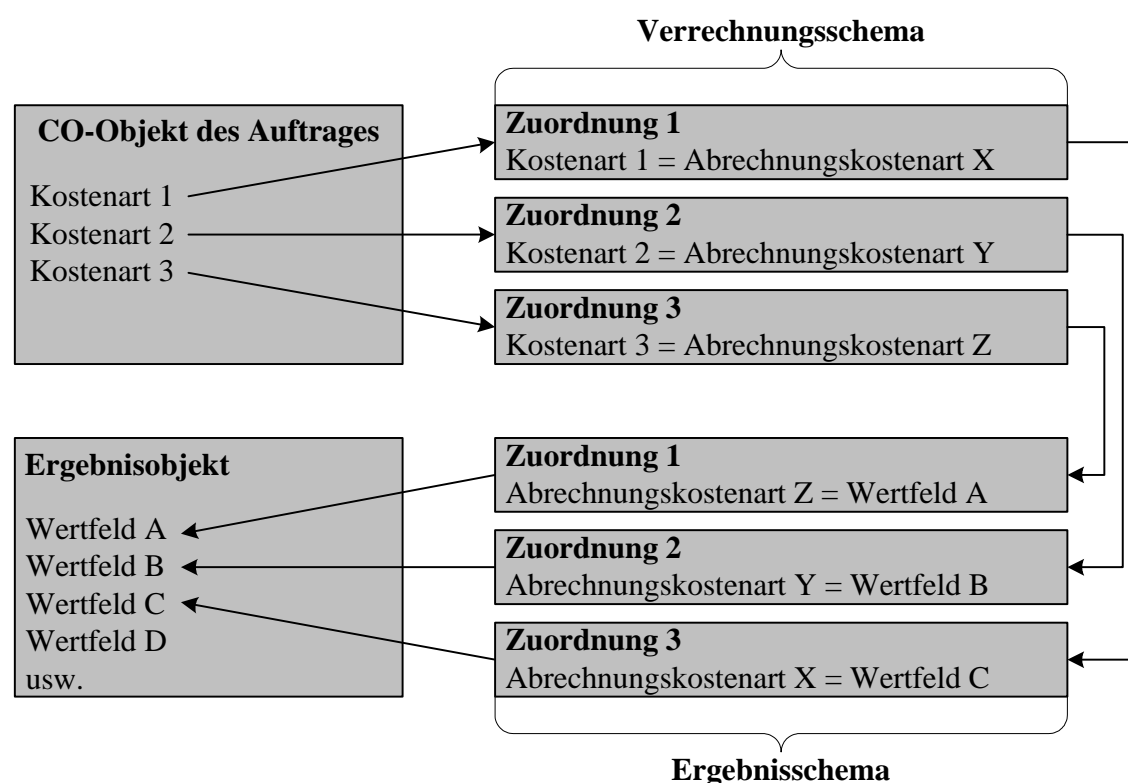 Verrechnungsschema
CO-Objekt des Auftrages
Kostenart 1
Kostenart 2
Kostenart 3
Zuordnung 1
Kostenart 1 = Abrechnungskostenart X
Zuordnung 2
Kostenart 2 = Abrechnungskostenart Y
Zuordnung 3
Kostenart 3 = Abrechnungskostenart Z
Ergebnisobjekt
Wertfeld A
Wertfeld B
Wertfeld C
Wertfeld D
usw.
Zuordnung 1
Abrechnungskostenart Z = Wertfeld A
Zuordnung 2
Abrechnungskostenart Y = Wertfeld B
Zuordnung 3
Abrechnungskostenart X = Wertfeld C
Ergebnisschema